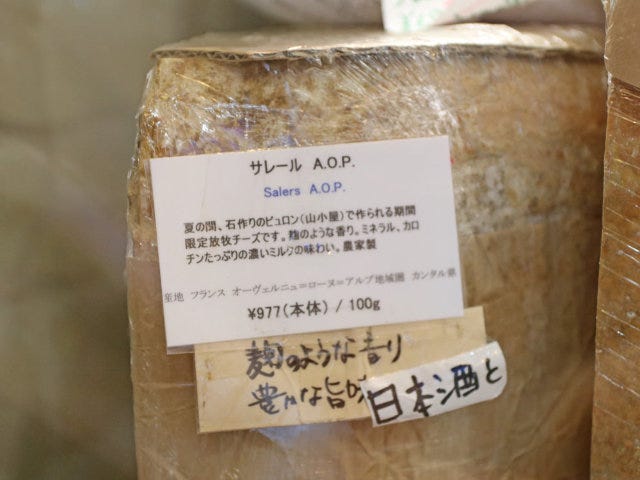 サレール A.O.P.
Salers A.O.P.
夏の間、石作りのビュロン(山小屋)で作られる期間
限定放牧チーズです。麹のような香り。ミネラル、カロ
チンたっぷりの濃いミルクの味わい。農家製
産地 フランス オーヴェルニュ=ローヌ=アルプ地域圏 カンタル県
¥977(本体) / 100g
麹のような香り
豊かな旨味
日本酒と